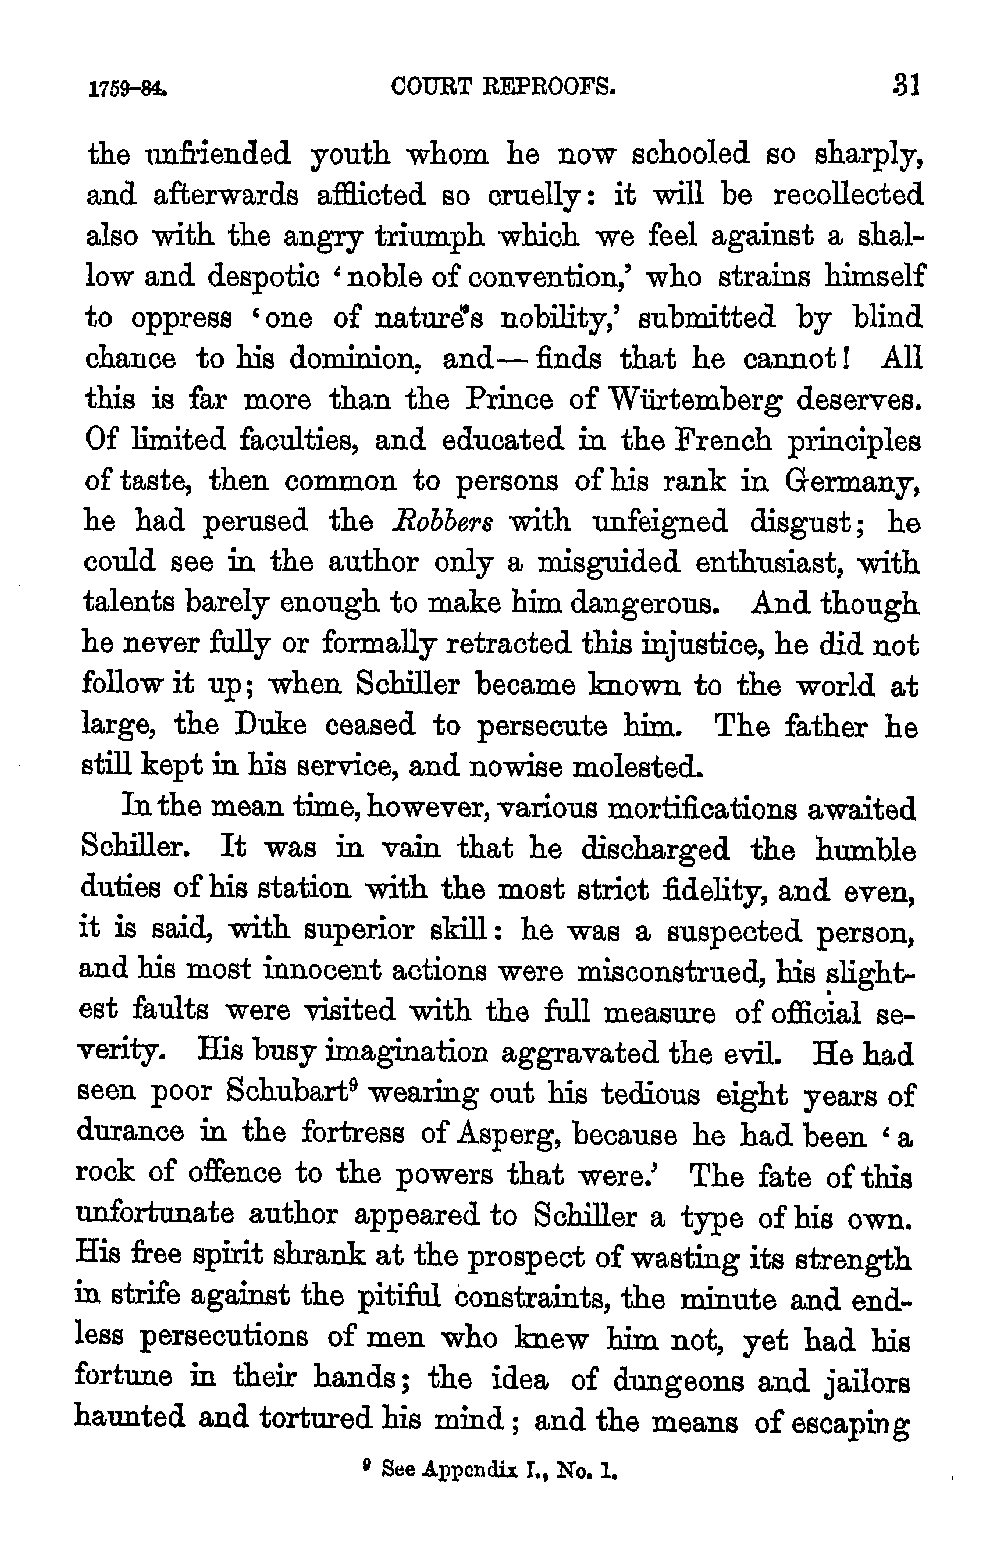 1759–84. COURT REPROOFS. 31
the unfriended youth whom he now schooled so sharply,
and afterwards afflicted so cruelly: it will be recollected
also with the angry triumph which we feel against a shal-
low and despotic ‘noble of convention,’ who strains himself
to oppress ‘one of nature's nobility,’ submitted by blind
chance to his dominion, and— finds that he cannot! All
this is far more than the Prince of Würtemberg deserves.
Of limited faculties, and educated in the French principles
of taste, then common to persons of his rank in Germany,
he had perused the Robbers with unfeigned disgust; he
could see in the author only a misguided enthusiast, with
talents barely enough to make him dangerous. And though
he never fully or formally retracted this injustice, he did not
follow it up; when Schiller became known to the world at
large, the Duke ceased to persecute him. The father he
still kept in his service, and nowise molested.
In the mean time, however, various mortifications awaited
Schiller. It was in vain that he discharged the humble
duties of his station with the most strict fidelity, and even,
it is said, with superior skill: he was a suspected person,
and his most innocent actions were misconstrued, his slight-
est faults were visited with the full measure of official se-
verity. His busy imagination aggravated the evil. He had
seen poor Schubart⁹ wearing out his tedious eight years of
durance in the fortress of Asperg, because he had been ‘a
rock of offence to the powers that were.’ The fate of this
unfortunate author appeared to Schiller a type of his own.
His free spirit shrank at the prospect of wasting its strength
in strife against the pitiful constraints, the minute and end-
less persecutions of men who knew him not, yet had his
fortune in their hands; the idea of dungeons and jailors
haunted and tortured his mind; and the means of escaping
⁹ See Appendix I., No. 1.